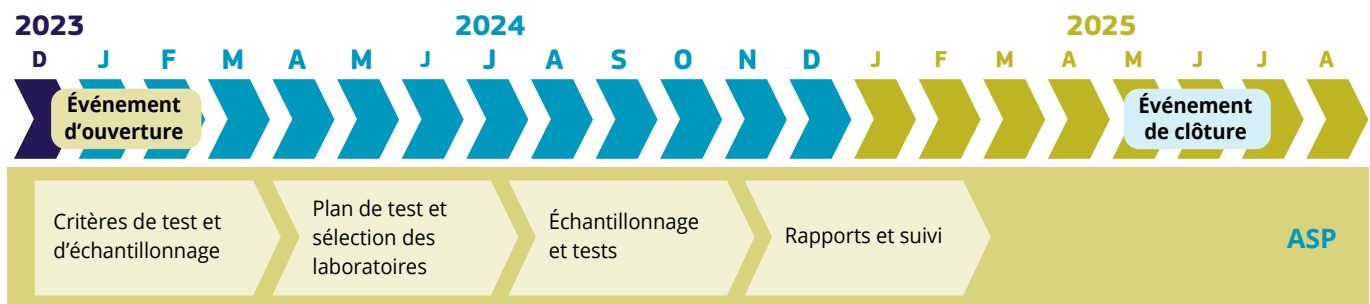 2023 2024 2025
D J F M A M J J A S O N D J F M A M J J A
Événement
d'ouverture
Événement
de clôture
Critères de test et
d'échantillonnage
Plan de test et
sélection des
laboratoires
Échantillonnage
et tests
Rapports et suivi
ASP